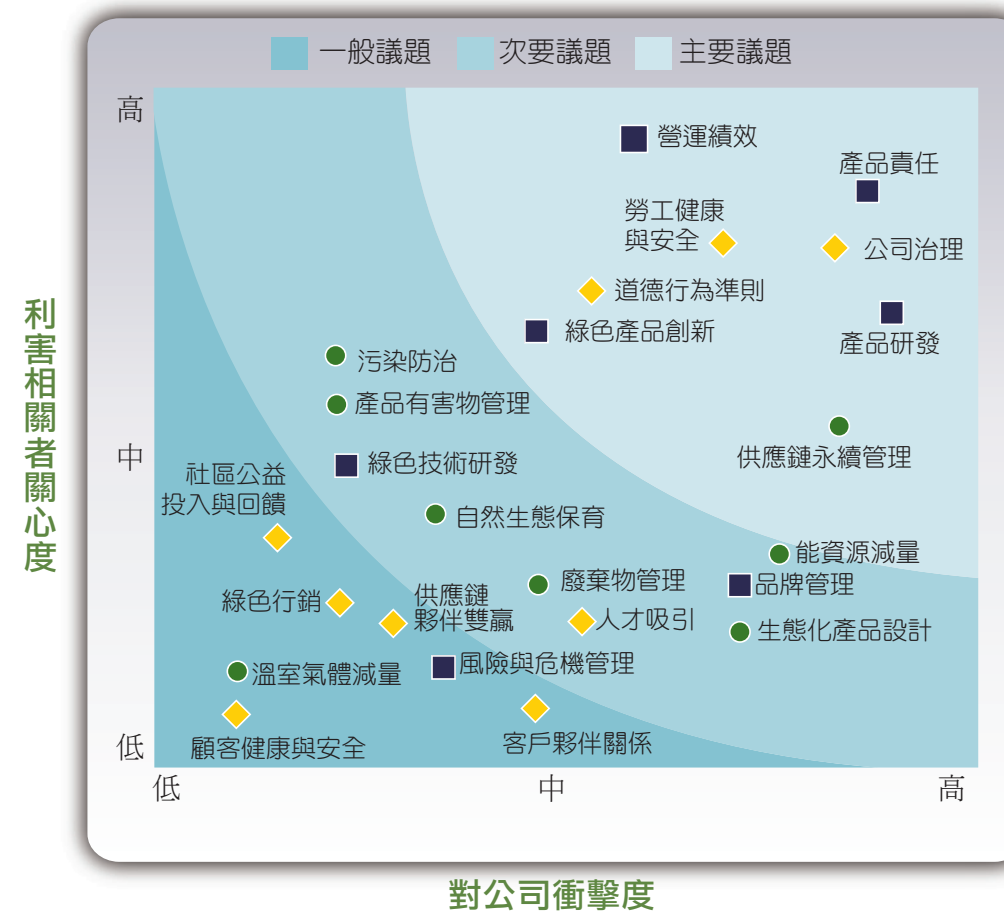 一般議題
次要議題
主要議題
高
營運績效
產品責任
勞工健康
與安全
公司治理
道德行為準則
綠色產品創新
產品研發
污染防治
產品有害物管理
利害相關者關心度
中
供應鏈永續管理
綠色技術研發
社區公益
投入與回饋
自然生態保育
能資源減量
廢棄物管理
品牌管理
綠色行銷
供應鏈
夥伴雙贏
人才吸引
生態化產品設計
風險與危機管理
溫室氣體減量
低
顧客健康與安全
客戶夥伴關係
低
中
高
對公司衝擊度